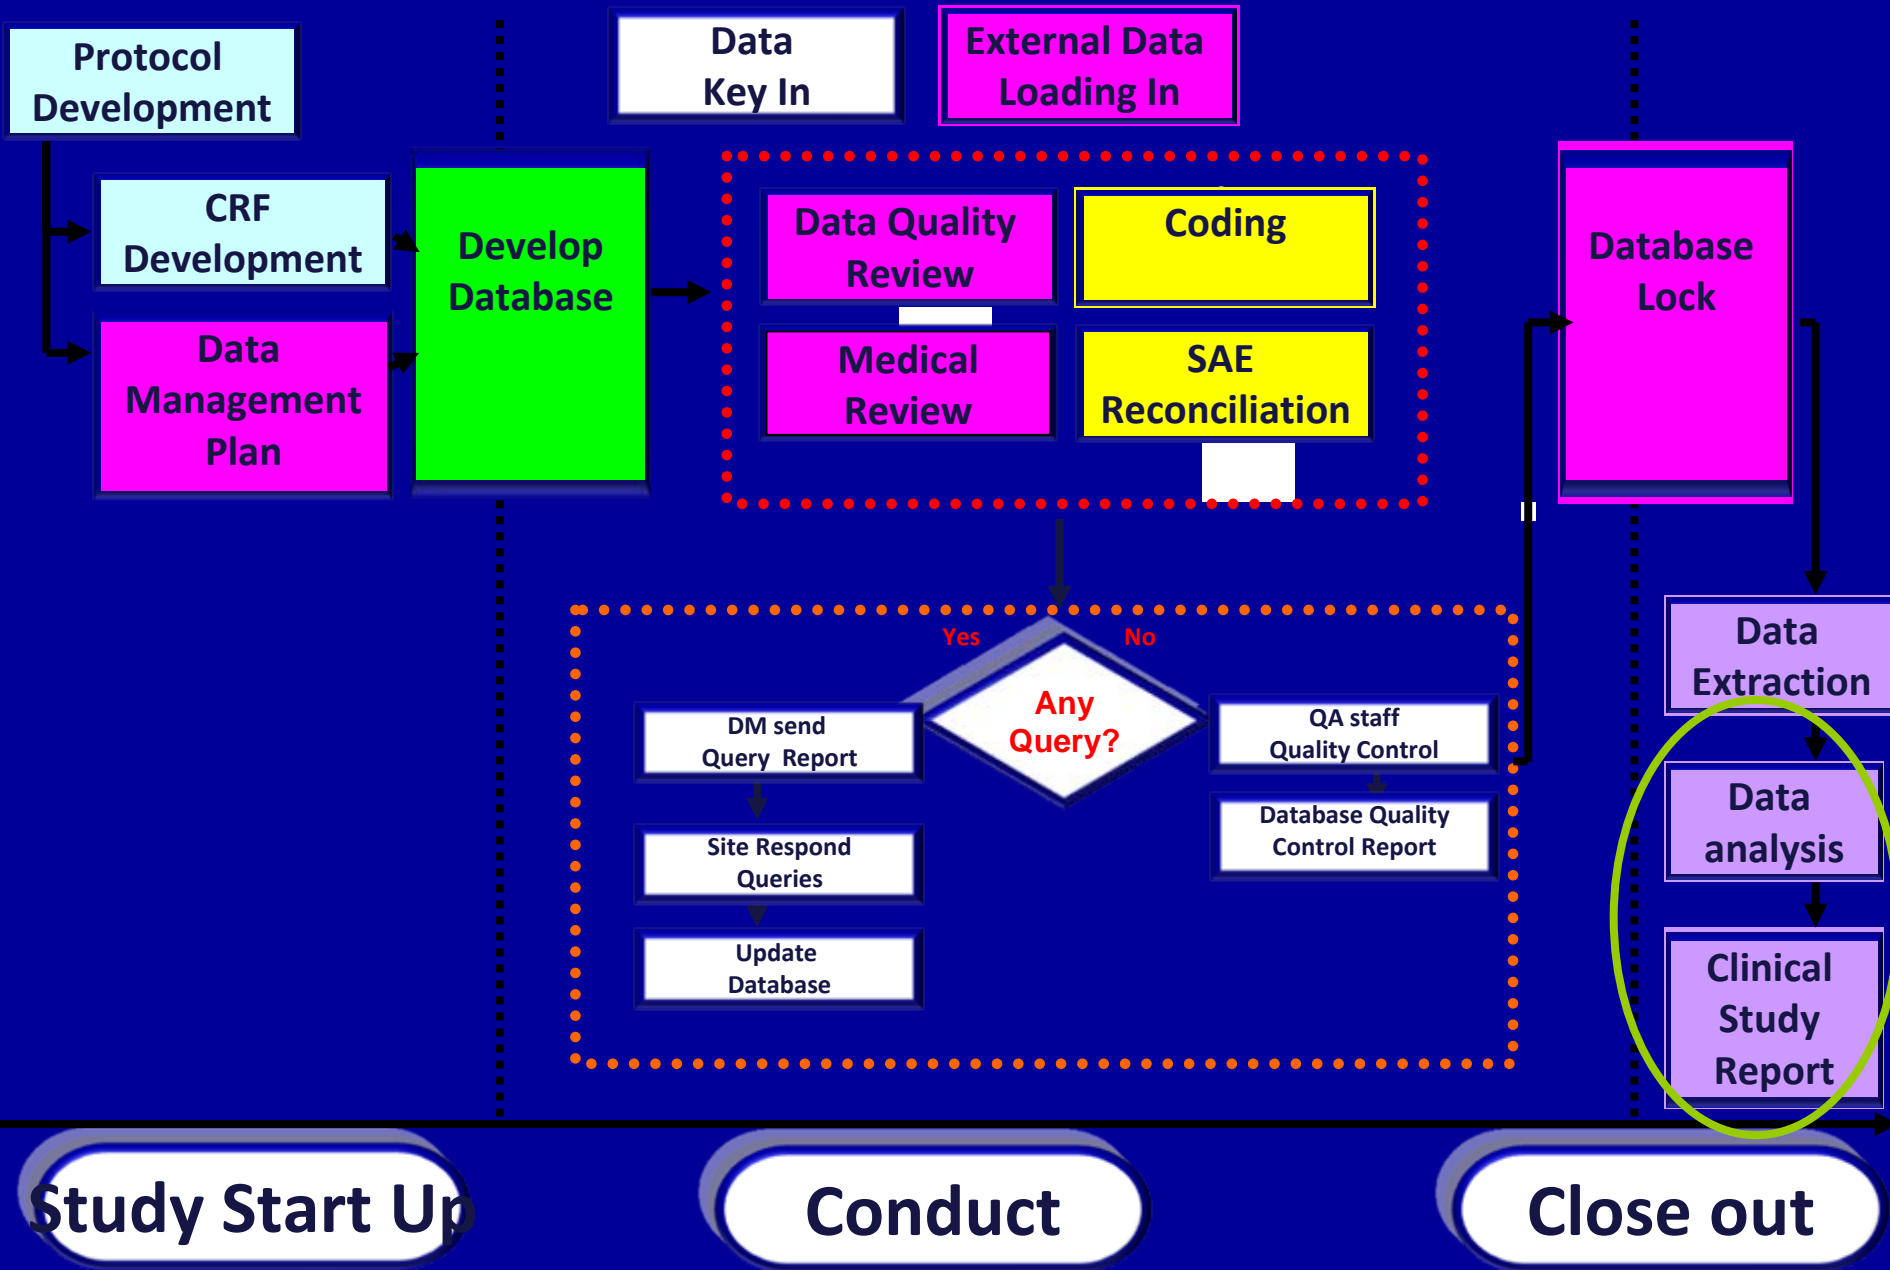 Protocol
Development
Data
Key In
External Data
Loading In
CRF
Development
Data
Management
Plan
Develop
Database
Data Quality
Review
Coding
Medical
Review
SAE
Reconciliation
Database
Lock
Yes
No
Any
Query?
DM send
Query Report
Site Respond
Queries
Update
Database
QA staff
Quality Control
Database Quality
Control Report
Data
Extraction
Data
analysis
Clinical
Study
Report
Study Start Up
Conduct
Close out